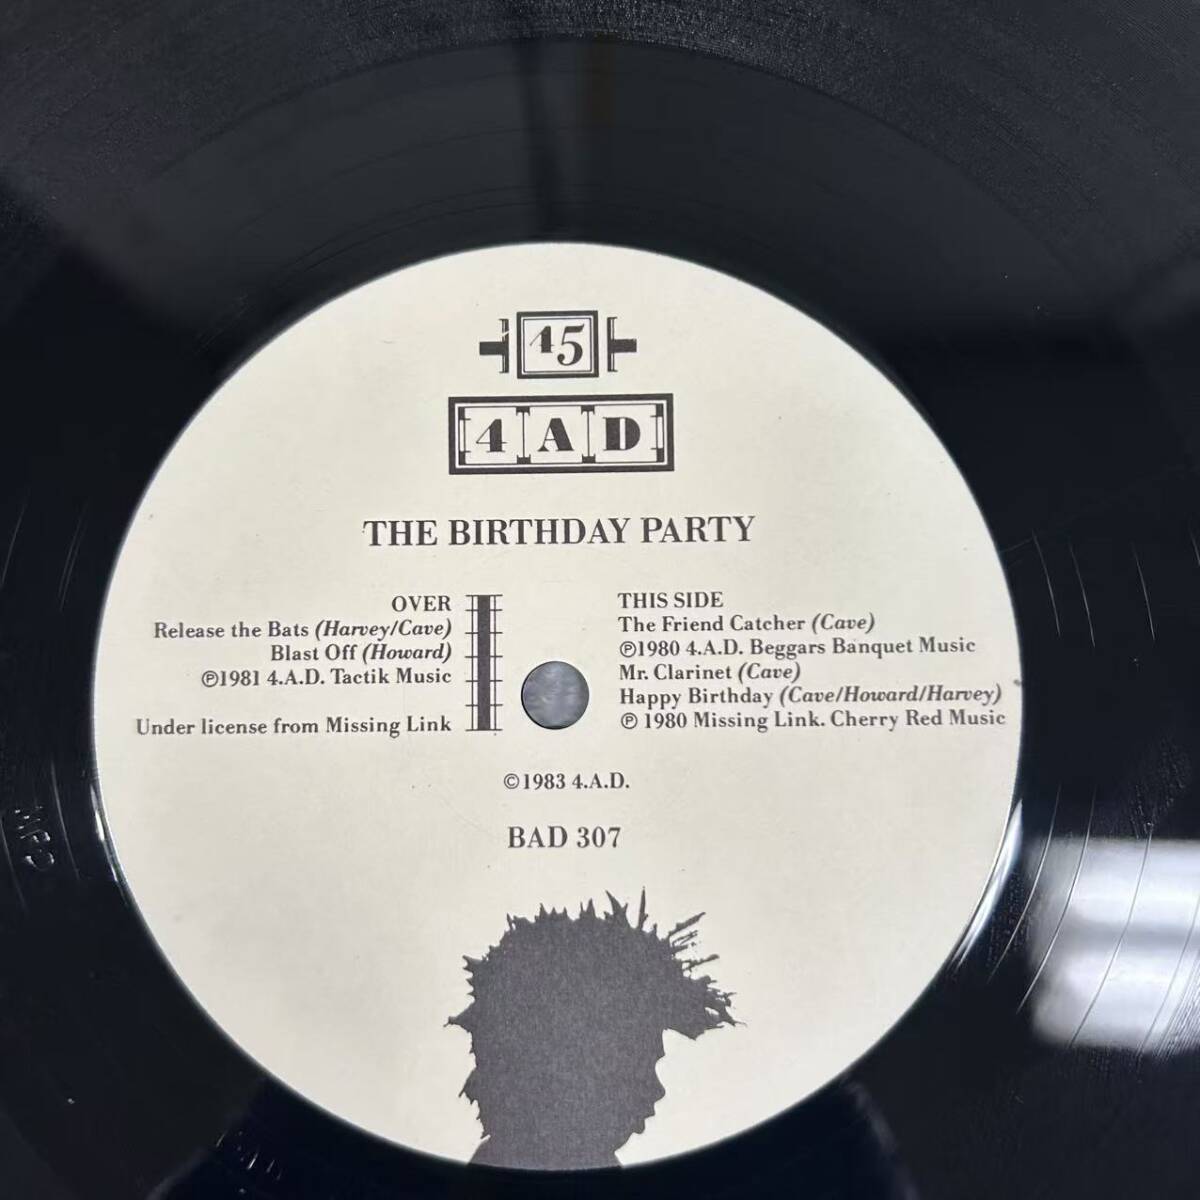 45
4AD
THE BIRTHDAY PARTY
OVER
Release the Bats (Harvey/Cave)
Blast Off (Howard)
℗1981 4.A.D. Tactik Music
Under license from Missing Link
THIS SIDE
The Friend Catcher (Cave)
℗1980 4.A.D. Beggars Banquet Music
Mr. Clarinet (Cave)
Happy Birthday (Cave/Howard/Harvey)
℗ 1980 Missing Link. Cherry Red Music
©1983 4.A.D.
BAD 307